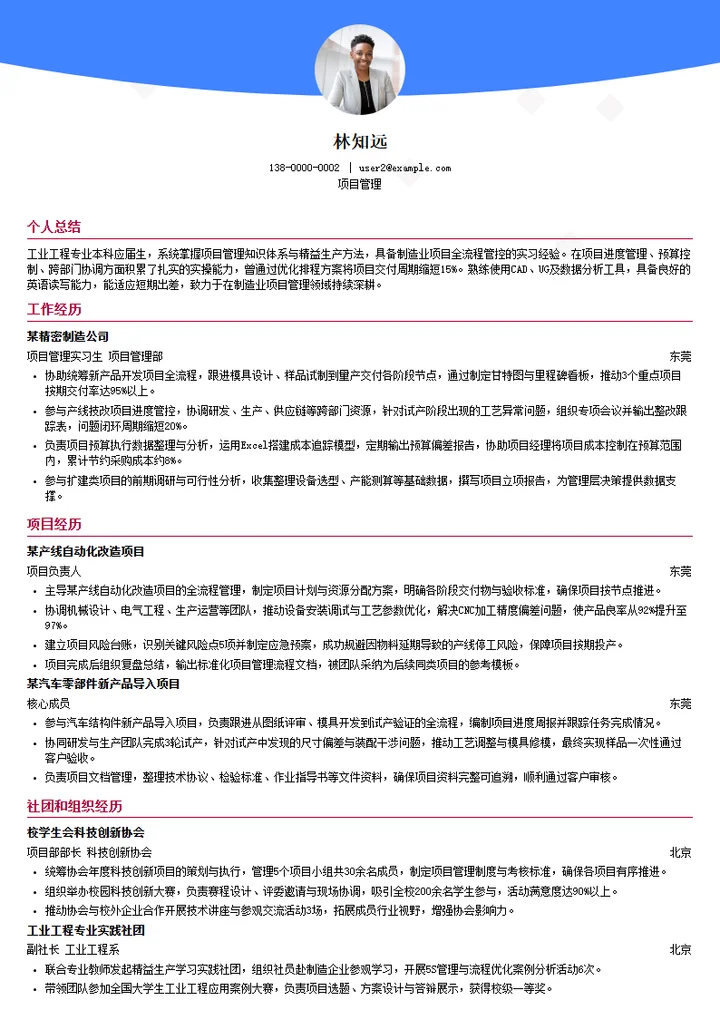 林知远
138-0000-0002 | user2@example.com
项目管理
个人总结
工业工程专业本科应届生，系统掌握项目管理知识体系与精益生产方法，具备制造业项目全流程管控的实习经验。在项目进度管理、预算控
制、跨部门协调方面积累了扎实的实操能力，曾通过优化排程方案将项目交付周期缩短15%。熟练使用CAD、UG及数据分析工具，具备良好的
英语读写能力，能适应短期出差，致力于在制造业项目管理领域持续深耕。
工作经历
某精密制造公司
项目管理实习生 项目管理部 东莞
• 协助统筹新产品开发项目全流程，跟进模具设计、样品试制到量产交付各阶段节点，通过制定甘特图与里程碑看板，推动3个重点项目
按期交付率达95%以上。
• 参与产线技改项目进度管控，协调研发、生产、供应链等跨部门资源，针对试产阶段出现的工艺异常问题，组织专项会议并输出整改跟
踪表，问题闭环周期缩短20%。
• 负责项目预算执行数据整理与分析，运用Excel搭建成本追踪模型，定期输出预算偏差报告，协助项目经理将项目成本控制在预算范围
内，累计节约采购成本约8%。
• 参与扩建类项目的前期调研与可行性分析，收集整理设备选型、产能测算等基础数据，撰写项目立项报告，为管理层决策提供数据支
撑。
项目经历
某产线自动化改造项目
项目负责人 东莞
• 主导某产线自动化改造项目的全流程管理，制定项目计划与资源分配方案，明确各阶段交付物与验收标准，确保项目按节点推进。
• 协调机械设计、电气工程、生产运营等团队，推动设备安装调试与工艺参数优化，解决CNC加工精度偏差问题，使产品良率从92%提升至
97%。
• 建立项目风险台账，识别关键风险点5项并制定应急预案，成功规避因物料延期导致的产线停工风险，保障项目按期投产。
• 项目完成后组织复盘总结，输出标准化项目管理流程文档，被团队采纳为后续同类项目的参考模板。
某汽车零部件新产品导入项目
核心成员 东莞
• 参与汽车结构件新产品导入项目，负责跟进从图纸评审、模具开发到试产验证的全流程，编制项目进度周报并跟踪任务完成情况。
• 协同研发与生产团队完成3轮试产，针对试产中发现的尺寸偏差与装配干涉问题，推动工艺调整与模具修模，最终实现样品一次性通过
客户验收。
• 负责项目文档管理，整理技术协议、检验标准、作业指导书等文件资料，确保项目资料完整可追溯，顺利通过客户审核。
社团和组织经历
校学生会科技创新协会
项目部部长 科技创新协会 北京
• 统筹协会年度科技创新项目的策划与执行，管理5个项目小组共30余名成员，制定项目管理制度与考核标准，确保各项目有序推进。
• 组织举办校园科技创新大赛，负责赛程设计、评委邀请与现场协调，吸引全校200余名学生参与，活动满意度达90%以上。
• 推动协会与校外企业合作开展技术讲座与参观交流活动3场，拓展成员行业视野，增强协会影响力。
工业工程专业实践社团
副社长 工业工程系 北京
• 联合专业教师发起精益生产学习实践社团，组织社员赴制造企业参观学习，开展5S管理与流程优化案例分析活动6次。
• 带领团队参加全国大学生工业工程应用案例大赛，负责项目选题、方案设计与答辩展示，获得校级一等奖。